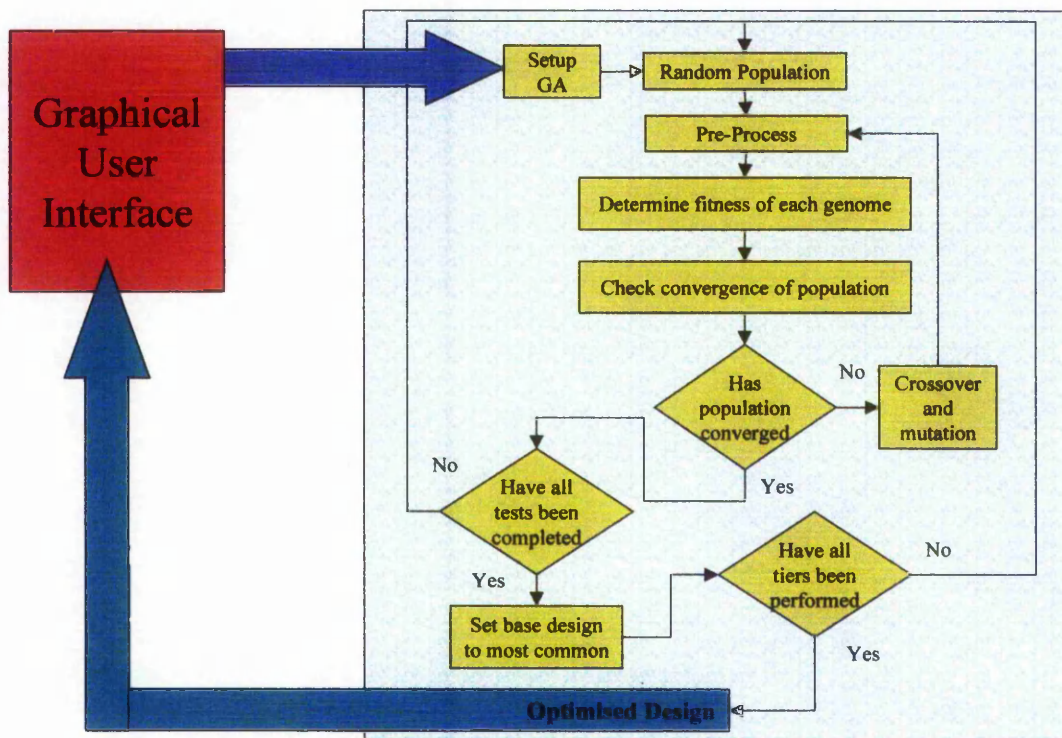 Graphical
User
Interface
Setup
GA
Random Population
Pre-Process
Determine fitness of each genome
Check convergence of population
Has
population
converged
No
Crossover
and
mutation
Yes
No
Have all
tests been
completed
Yes
Set base design
to most common
Have all
tiers been
performed
No
Yes
Optimised Design